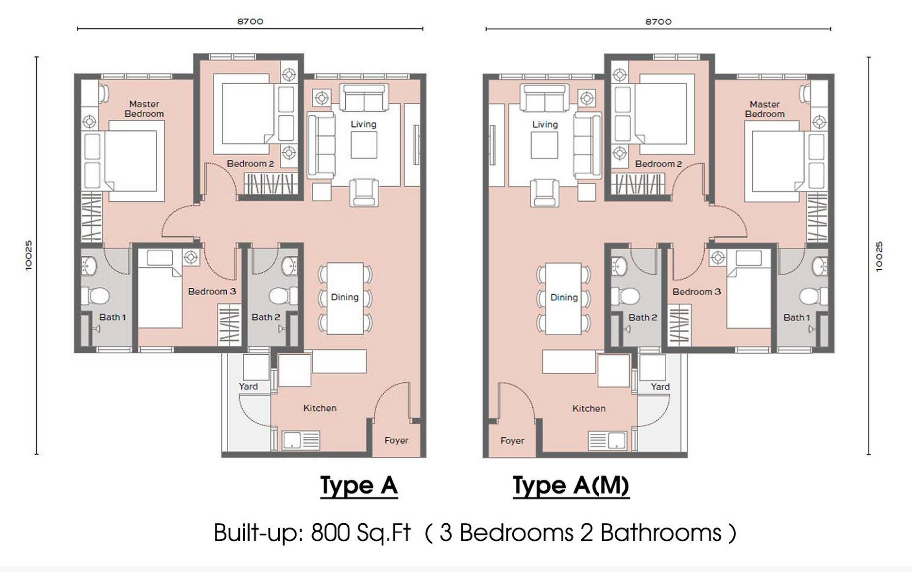 8700
8700
10025
Master
Bedroom
Bedroom 2
Living
Bath 1
Bedroom 3
Bath 2
Dining
Yard
Kitchen
Foyer
Living
Bedroom 2
Master
Bedroom
Dining
Bath 2
Bedroom 3
Bath 1
Kitchen
Yard
Foyer
10025
Type A
Type A(M)
Built-up: 800 Sq.Ft ( 3 Bedrooms 2 Bathrooms )